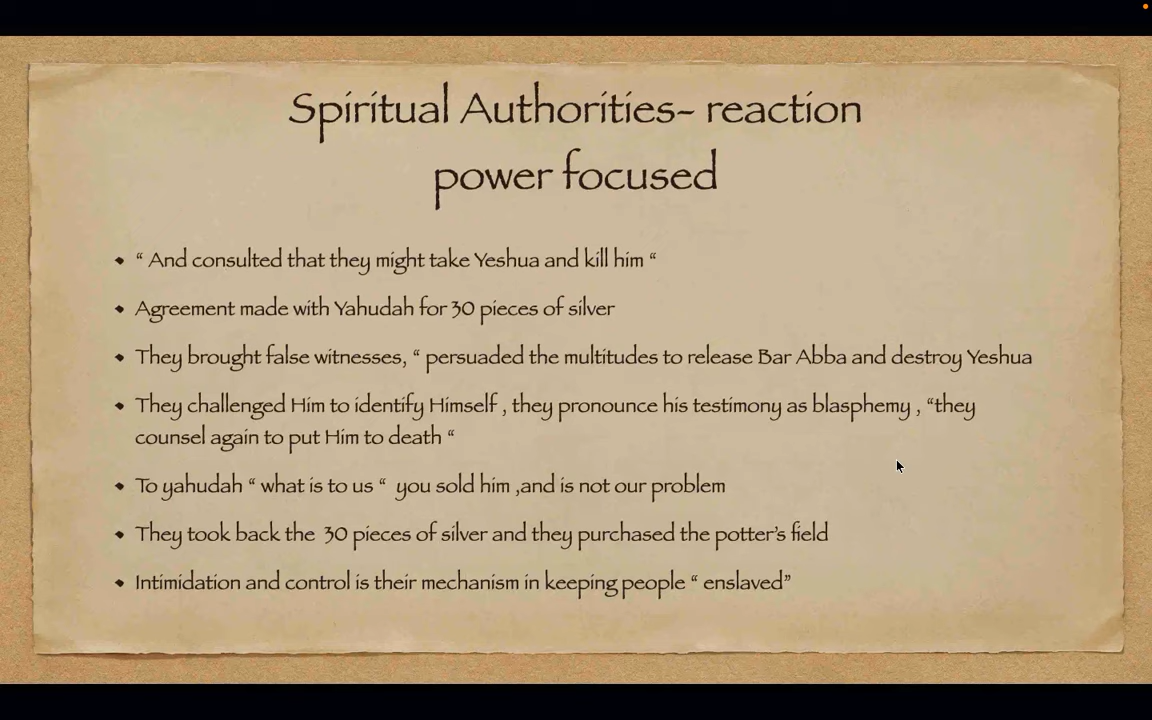 Spiritual Authorities- reaction
power focused
“ And consulted that they might take Yeshua and kill him “
Agreement made with Yahudah for 30 pieces of silver
They brought false witnesses, “ persuaded the multitudes to release Bar Abba and destroy Yeshua
They challenged Him to identify Himself , they pronounce his testimony as blasphemy , “they
counsel again to put Him to death “
To yahudah “ what is to us “  you sold him ,and is not our problem
They took back the  30 pieces of silver and they purchased the potter’s field
Intimidation and control is their mechanism in keeping people “ enslaved”